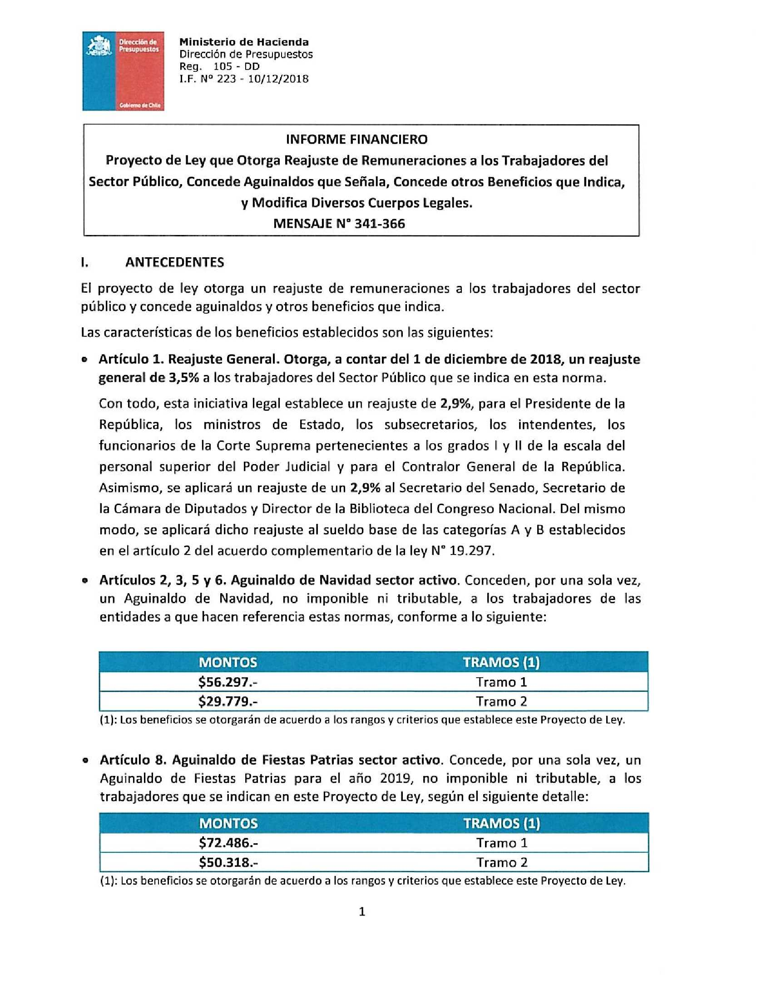 Dirección de
Presupuestos
Gobierno de Chile
Ministerio de Hacienda
Dirección de Presupuestos
Reg. 105 - DD
I.F. Nº 223 - 10/12/2018
INFORME FINANCIERO
Proyecto de Ley que Otorga Reajuste de Remuneraciones a los Trabajadores del
Sector Público, Concede Aguinaldos que Señala, Concede otros Beneficios que Indica,
y Modifica Diversos Cuerpos Legales.
MENSAJE N° 341-366
I. ANTECEDENTES
El proyecto de ley otorga un reajuste de remuneraciones a los trabajadores del sector
público y concede aguinaldos y otros beneficios que indica.
Las características de los beneficios establecidos son las siguientes:
• Artículo 1. Reajuste General. Otorga, a contar del 1 de diciembre de 2018, un reajuste
general de 3,5% a los trabajadores del Sector Público que se indica en esta norma.
Con todo, esta iniciativa legal establece un reajuste de 2,9%, para el Presidente de la
República, los ministros de Estado, los subsecretarios, los intendentes, los
funcionarios de la Corte Suprema pertenecientes a los grados I y II de la escala del
personal superior del Poder Judicial y para el Contralor General de la República.
Asimismo, se aplicará un reajuste de un 2,9% al Secretario del Senado, Secretario de
la Cámara de Diputados y Director de la Biblioteca del Congreso Nacional. Del mismo
modo, se aplicará dicho reajuste al sueldo base de las categorías A y B establecidos
en el artículo 2 del acuerdo complementario de la ley N° 19.297.
• Artículos 2, 3, 5 y 6. Aguinaldo de Navidad sector activo. Conceden, por una sola vez,
un Aguinaldo de Navidad, no imponible ni tributable, a los trabajadores de las
entidades a que hacen referencia estas normas, conforme a lo siguiente:
MONTOS TRAMOS (1)
$56.297.- Tramo 1
$29.779.- Tramo 2
(1): Los beneficios se otorgarán de acuerdo a los rangos y criterios que establece este Proyecto de Ley.
• Artículo 8. Aguinaldo de Fiestas Patrias sector activo. Concede, por una sola vez, un
Aguinaldo de Fiestas Patrias para el año 2019, no imponible ni tributable, a los
trabajadores que se indican en este Proyecto de Ley, según el siguiente detalle:
MONTOS TRAMOS (1)
$72.486.- Tramo 1
$50.318.- Tramo 2
(1): Los beneficios se otorgarán de acuerdo a los rangos y criterios que establece este Proyecto de Ley.
1